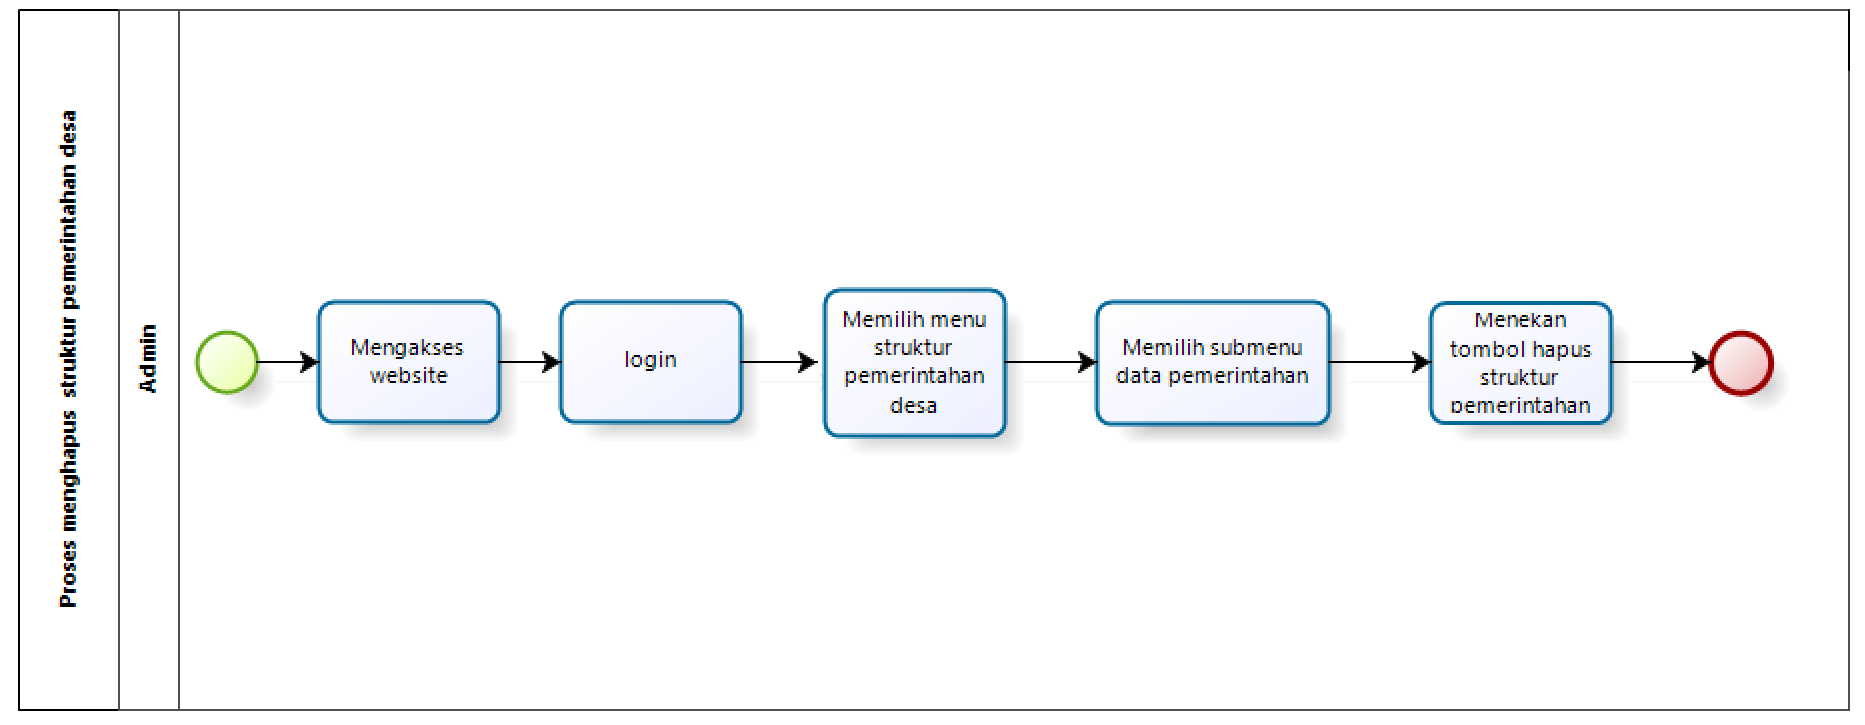 Proses menghapus struktur pemerintahan desa
Admin
Mengakses
website
login
Memilih menu
struktur
pemerintahan
desa
Memilih submenu
data pemerintahan
Menekan
tombol hapus
struktur
pemerintahan